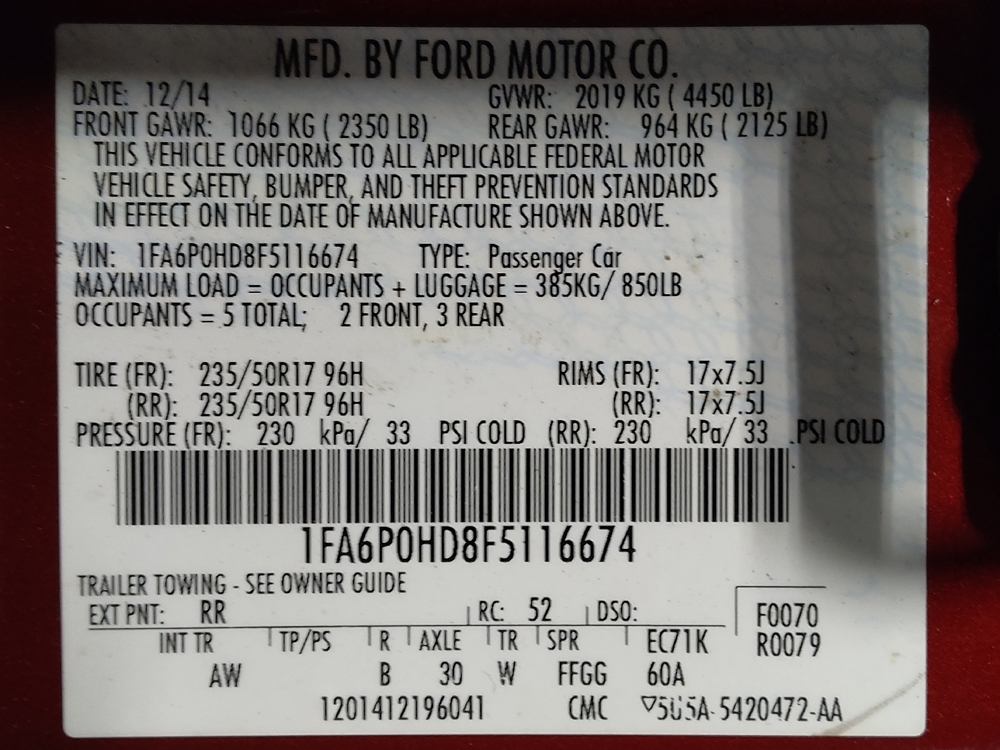 MFD. BY FORD MOTOR CO.
DATE: 12/14 GVWR: 2019 KG ( 4450 LB)
FRONT GAWR: 1066 KG ( 2350 LB) REAR GAWR: 964 KG ( 2125 LB)
THIS VEHICLE CONFORMS TO ALL APPLICABLE FEDERAL MOTOR
VEHICLE SAFETY, BUMPER, AND THEFT PREVENTION STANDARDS
IN EFFECT ON THE DATE OF MANUFACTURE SHOWN ABOVE.
VIN: 1FA6P0HD8F5116674 TYPE: Passenger Car
MAXIMUM LOAD = OCCUPANTS + LUGGAGE = 385KG/ 850LB
OCCUPANTS = 5 TOTAL; 2 FRONT, 3 REAR
TIRE (FR): 235/50R17 96H RIMS (FR): 17x7.5J
(RR): 235/50R17 96H (RR): 17x7.5J
PRESSURE (FR): 230 kPa/ 33 PSI COLD (RR): 230 kPa/ 33 PSI COLD
1FA6P0HD8F5116674
TRAILER TOWING - SEE OWNER GUIDE
EXT PNT: RR RC: 52 DSO: F0070
INT TR TP/PS R AXLE TR SPR EC71K R0079
AW B 30 W FFGG 60A
1201412196041 CMC ▽5U5A-5420472-AA